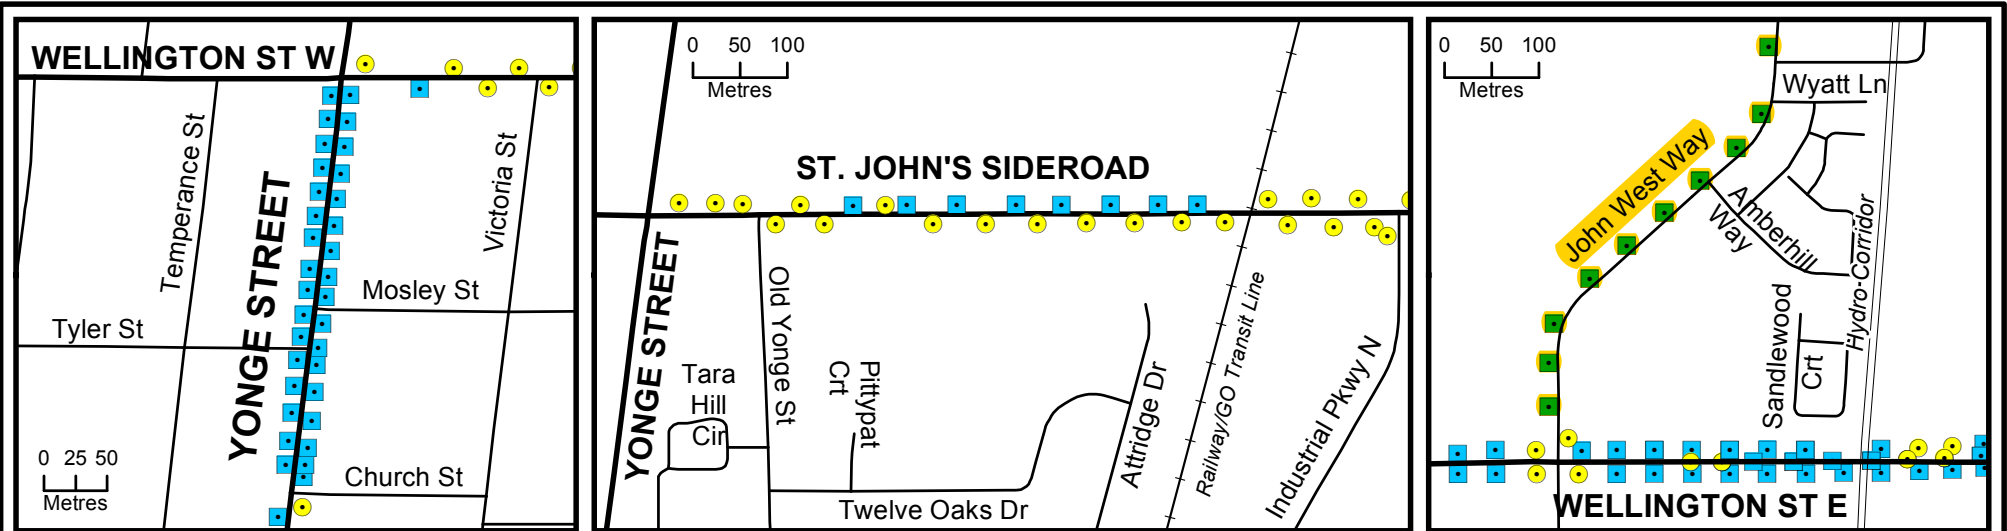 WELLINGTON ST W
Temperance St
YONGE STREET
Victoria St
Mosley St
Tyler St
Church St
0 25 50
Metres
0 50 100
Metres
ST. JOHN'S SIDEROAD
YONGE STREET
Old Yonge St
Tara
Hill
Cir
Pittypat
Crt
Attridge Dr
Railway/GO Transit Line
Industrial Pkwy N
Twelve Oaks Dr
0 50 100
Metres
Wyatt Ln
John West Way
Amberhill
Way
Hydro-Corridor
Sandlewood
Crt
WELLINGTON ST E